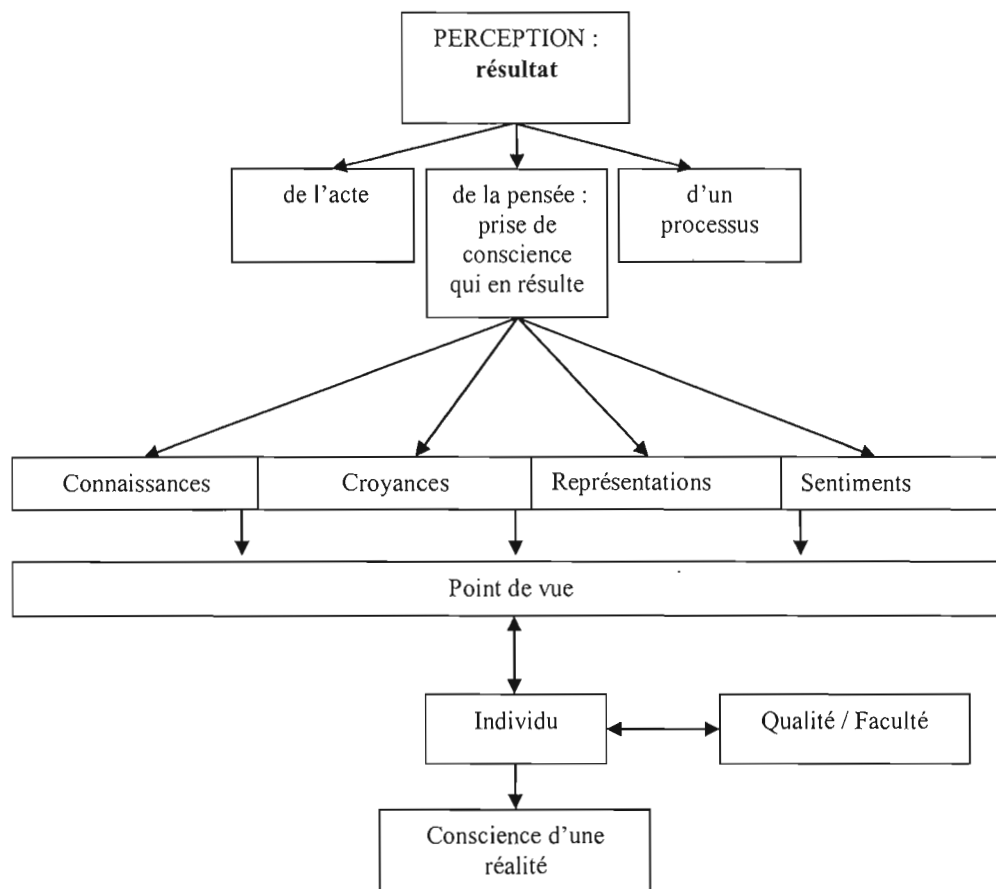 PERCEPTION :
résultat
de l'acte
de la pensée :
prise de
conscience
qui en résulte
d'un
processus
Connaissances
Croyances
Représentations
Sentiments
Point de vue
Individu
Qualité / Faculté
Conscience d'une
réalité